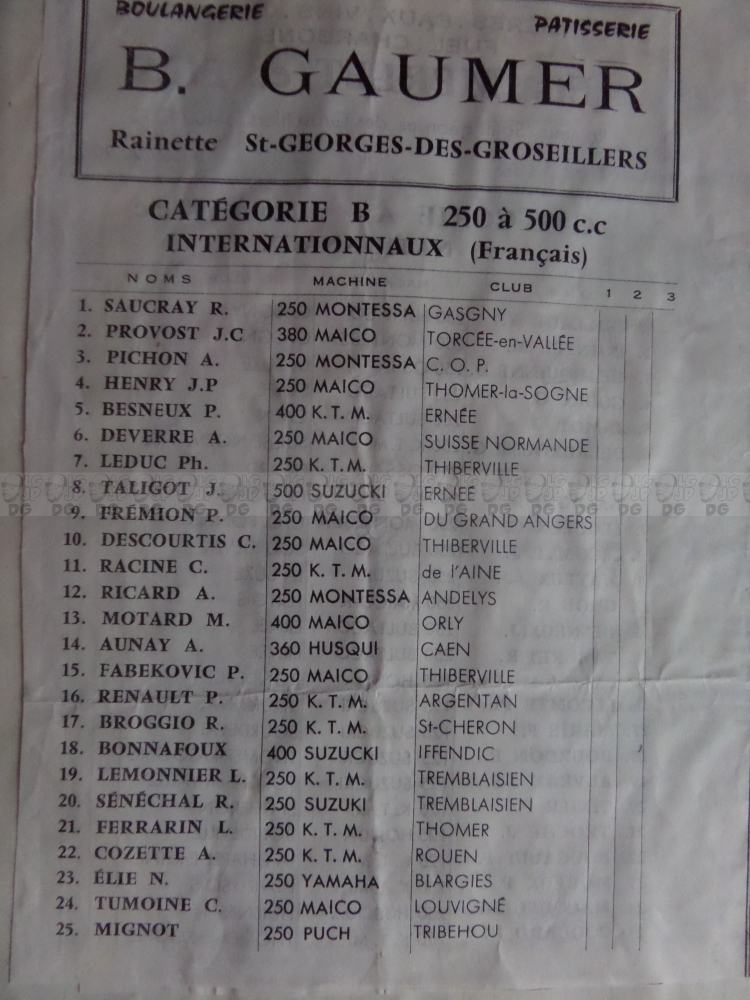 BOULANGERIE PATISSERIE
B. GAUMER
Rainette St-GEORGES-DES-GROSEILLERS
CATÉGORIE B 250 à 500 c.c
INTERNATIONNAUX (Français)
NOMS MACHINE CLUB 1 2 3
1. SAUCRAY R. 250 MONTESSA GASGNY
2. PROVOST J.C 380 MAICO TORCÉE-en-VALLÉE
3. PICHON A. 250 MONTESSA C. O. P.
4. HENRY J.P 250 MAICO THOMER-la-SOGNE
5. BESNEUX P. 400 K. T. M. ERNÉE
6. DEVERRE A. 250 MAICO SUISSE NORMANDE
7. LEDUC Ph. 250 K. T. M. THIBERVILLE
8. TALIGOT J. 500 SUZUCKI ERNÉE
9. FRÉMION P. 250 MAICO DU GRAND ANGERS
10. DESCOURTIS C. 250 MAICO THIBERVILLE
11. RACINE C. 250 K. T. M. de l'AINE
12. RICARD A. 250 MONTESSA ANDELYS
13. MOTARD M. 400 MAICO ORLY
14. AUNAY A. 360 HUSQUI CAEN
15. FABEKOVIC P. 250 MAICO THIBERVILLE
16. RENAULT P. 250 K. T. M. ARGENTAN
17. BROGGIO R. 250 K. T. M. St-CHERON
18. BONNAFOUX 400 SUZUCKI IFFENDIC
19. LEMONNIER L. 250 K. T. M. TREMBLAISIEN
20. SÉNÉCHAL R. 250 SUZUKI TREMBLAISIEN
21. FERRARIN L. 250 K. T. M. THOMER
22. COZETTE A. 250 K. T. M. ROUEN
23. ÉLIE N. 250 YAMAHA BLARGIES
24. TUMOINE C. 250 MAICO LOUVIGNÉ
25. MIGNOT 250 PUCH TRIBEHOU